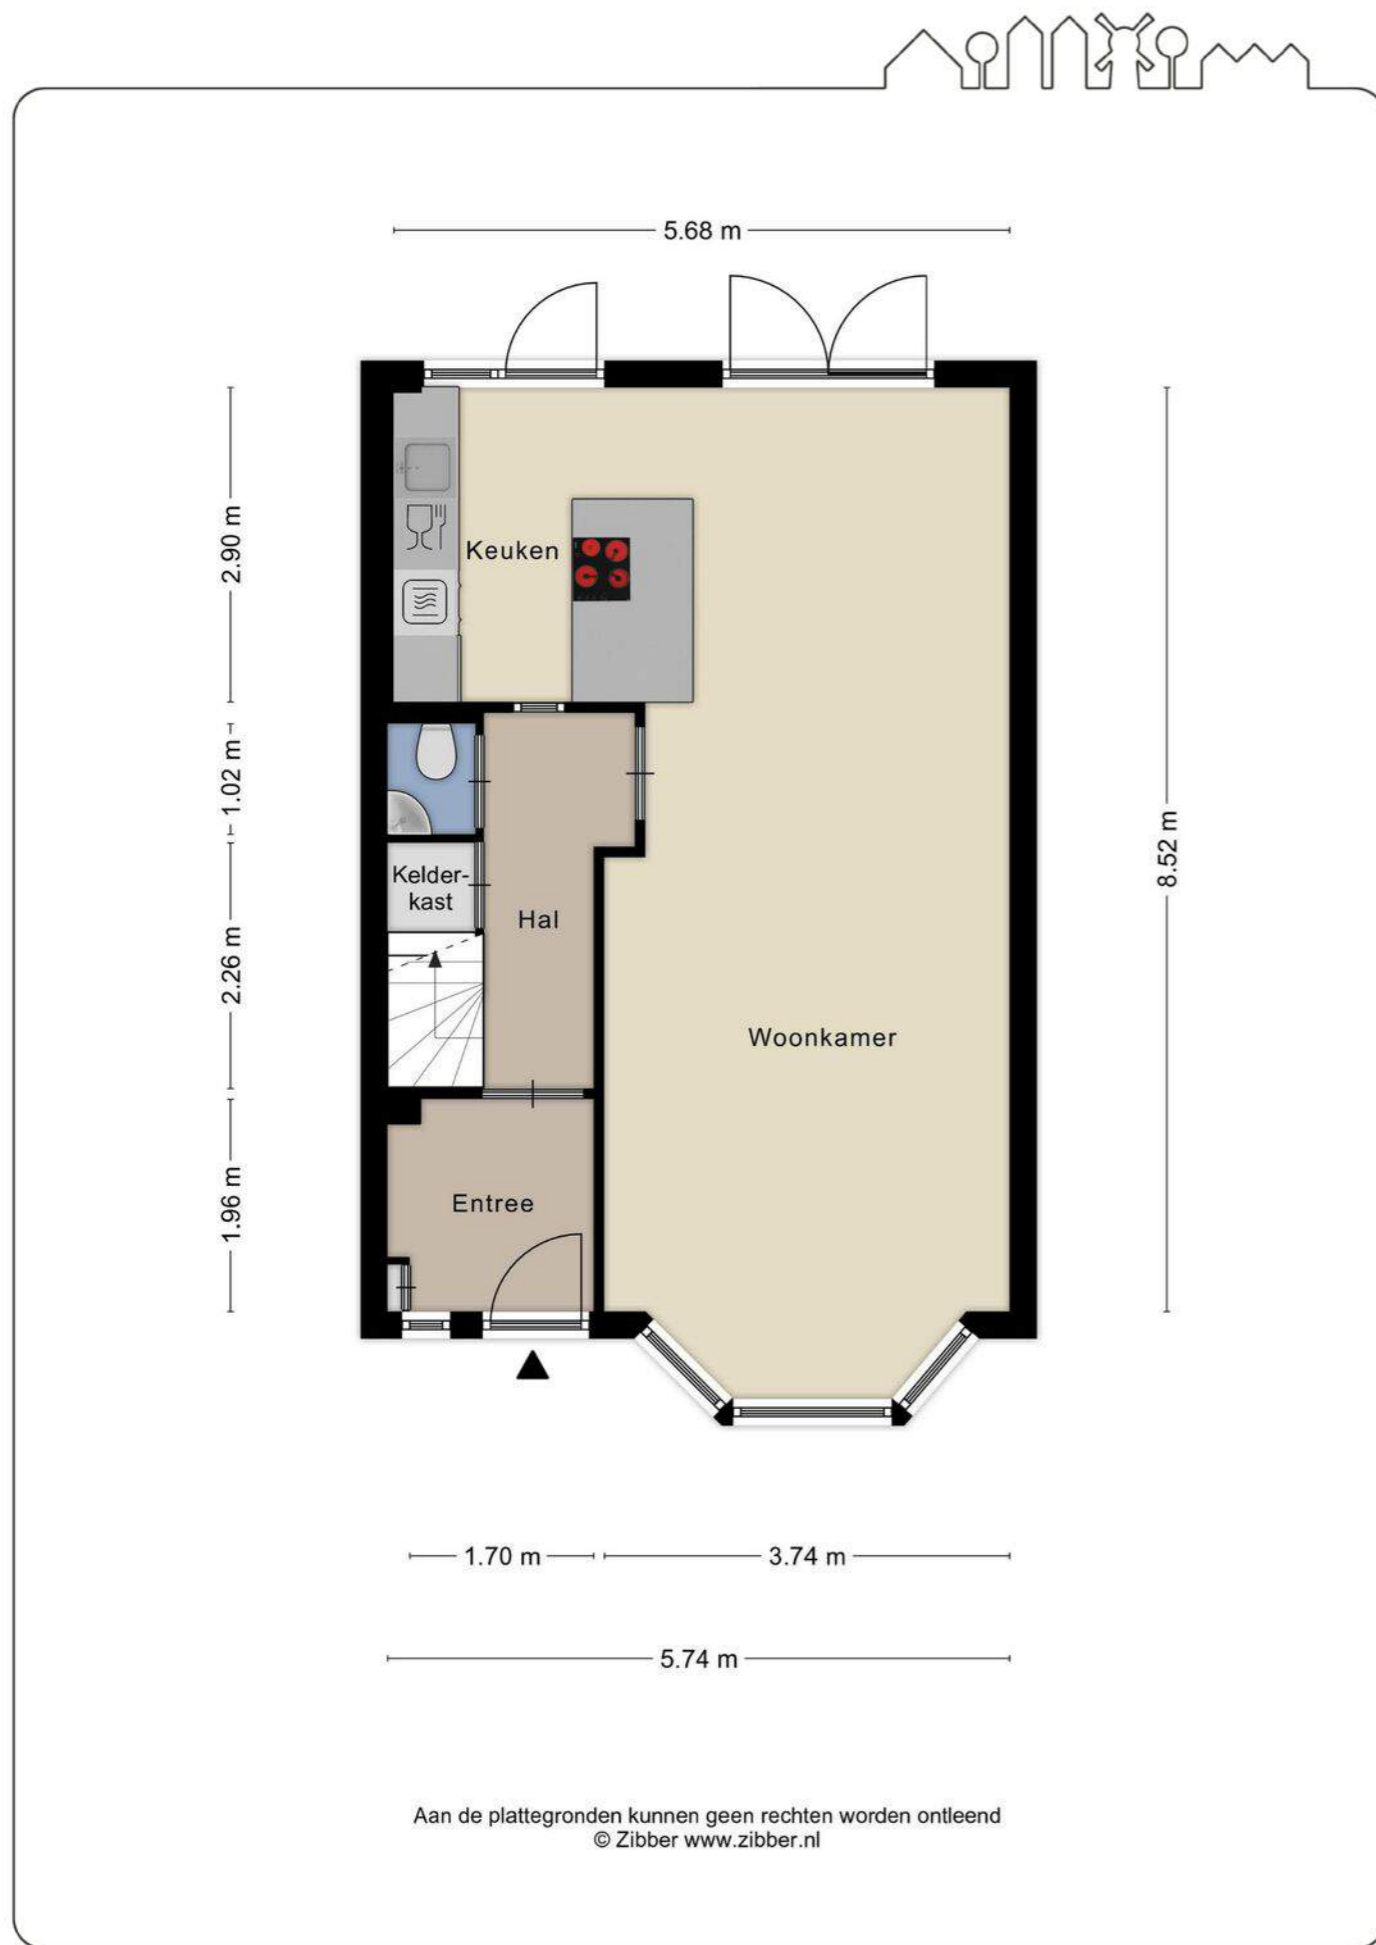 5.68 m
2.90 m
Keuken
1.02 m
8.52 m
Kelder-
kast
Hal
2.26 m
Woonkamer
1.96 m
Entree
1.70 m
3.74 m
5.74 m
Aan de plattegronden kunnen geen rechten worden ontleend
© Zibber www.zibber.nl